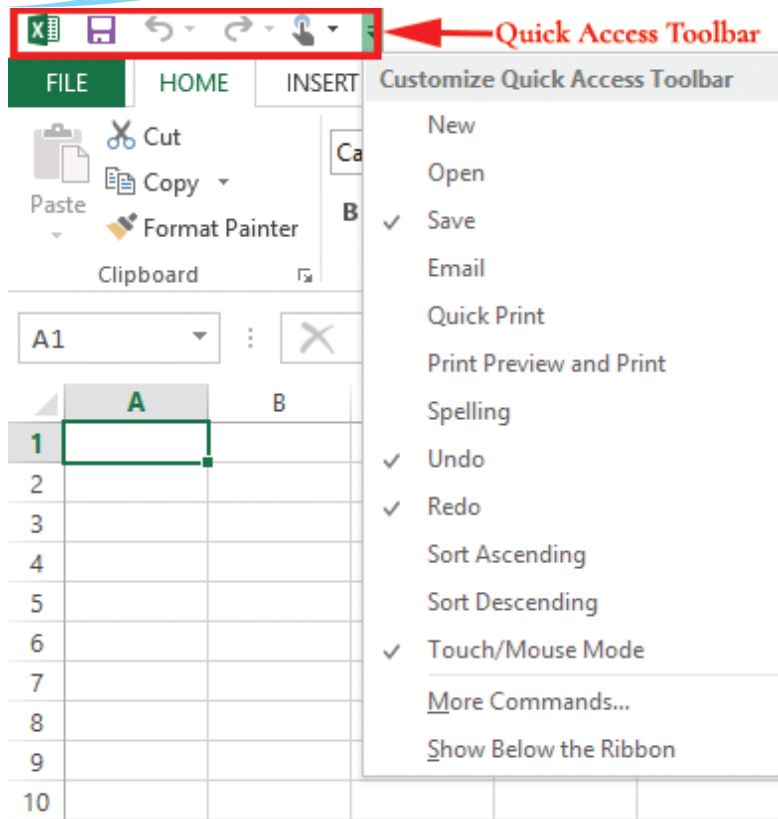 Quick Access Toolbar
FILE HOME INSERT
Customize Quick Access Toolbar
New
Open
Save
Email
Quick Print
Print Preview and Print
Spelling
Undo
Redo
Sort Ascending
Sort Descending
Touch/Mouse Mode
More Commands...
Show Below the Ribbon
Paste
Cut
Copy
Format Painter
Clipboard
Ca
B
A1
A B
1
2
3
4
5
6
7
8
9
10